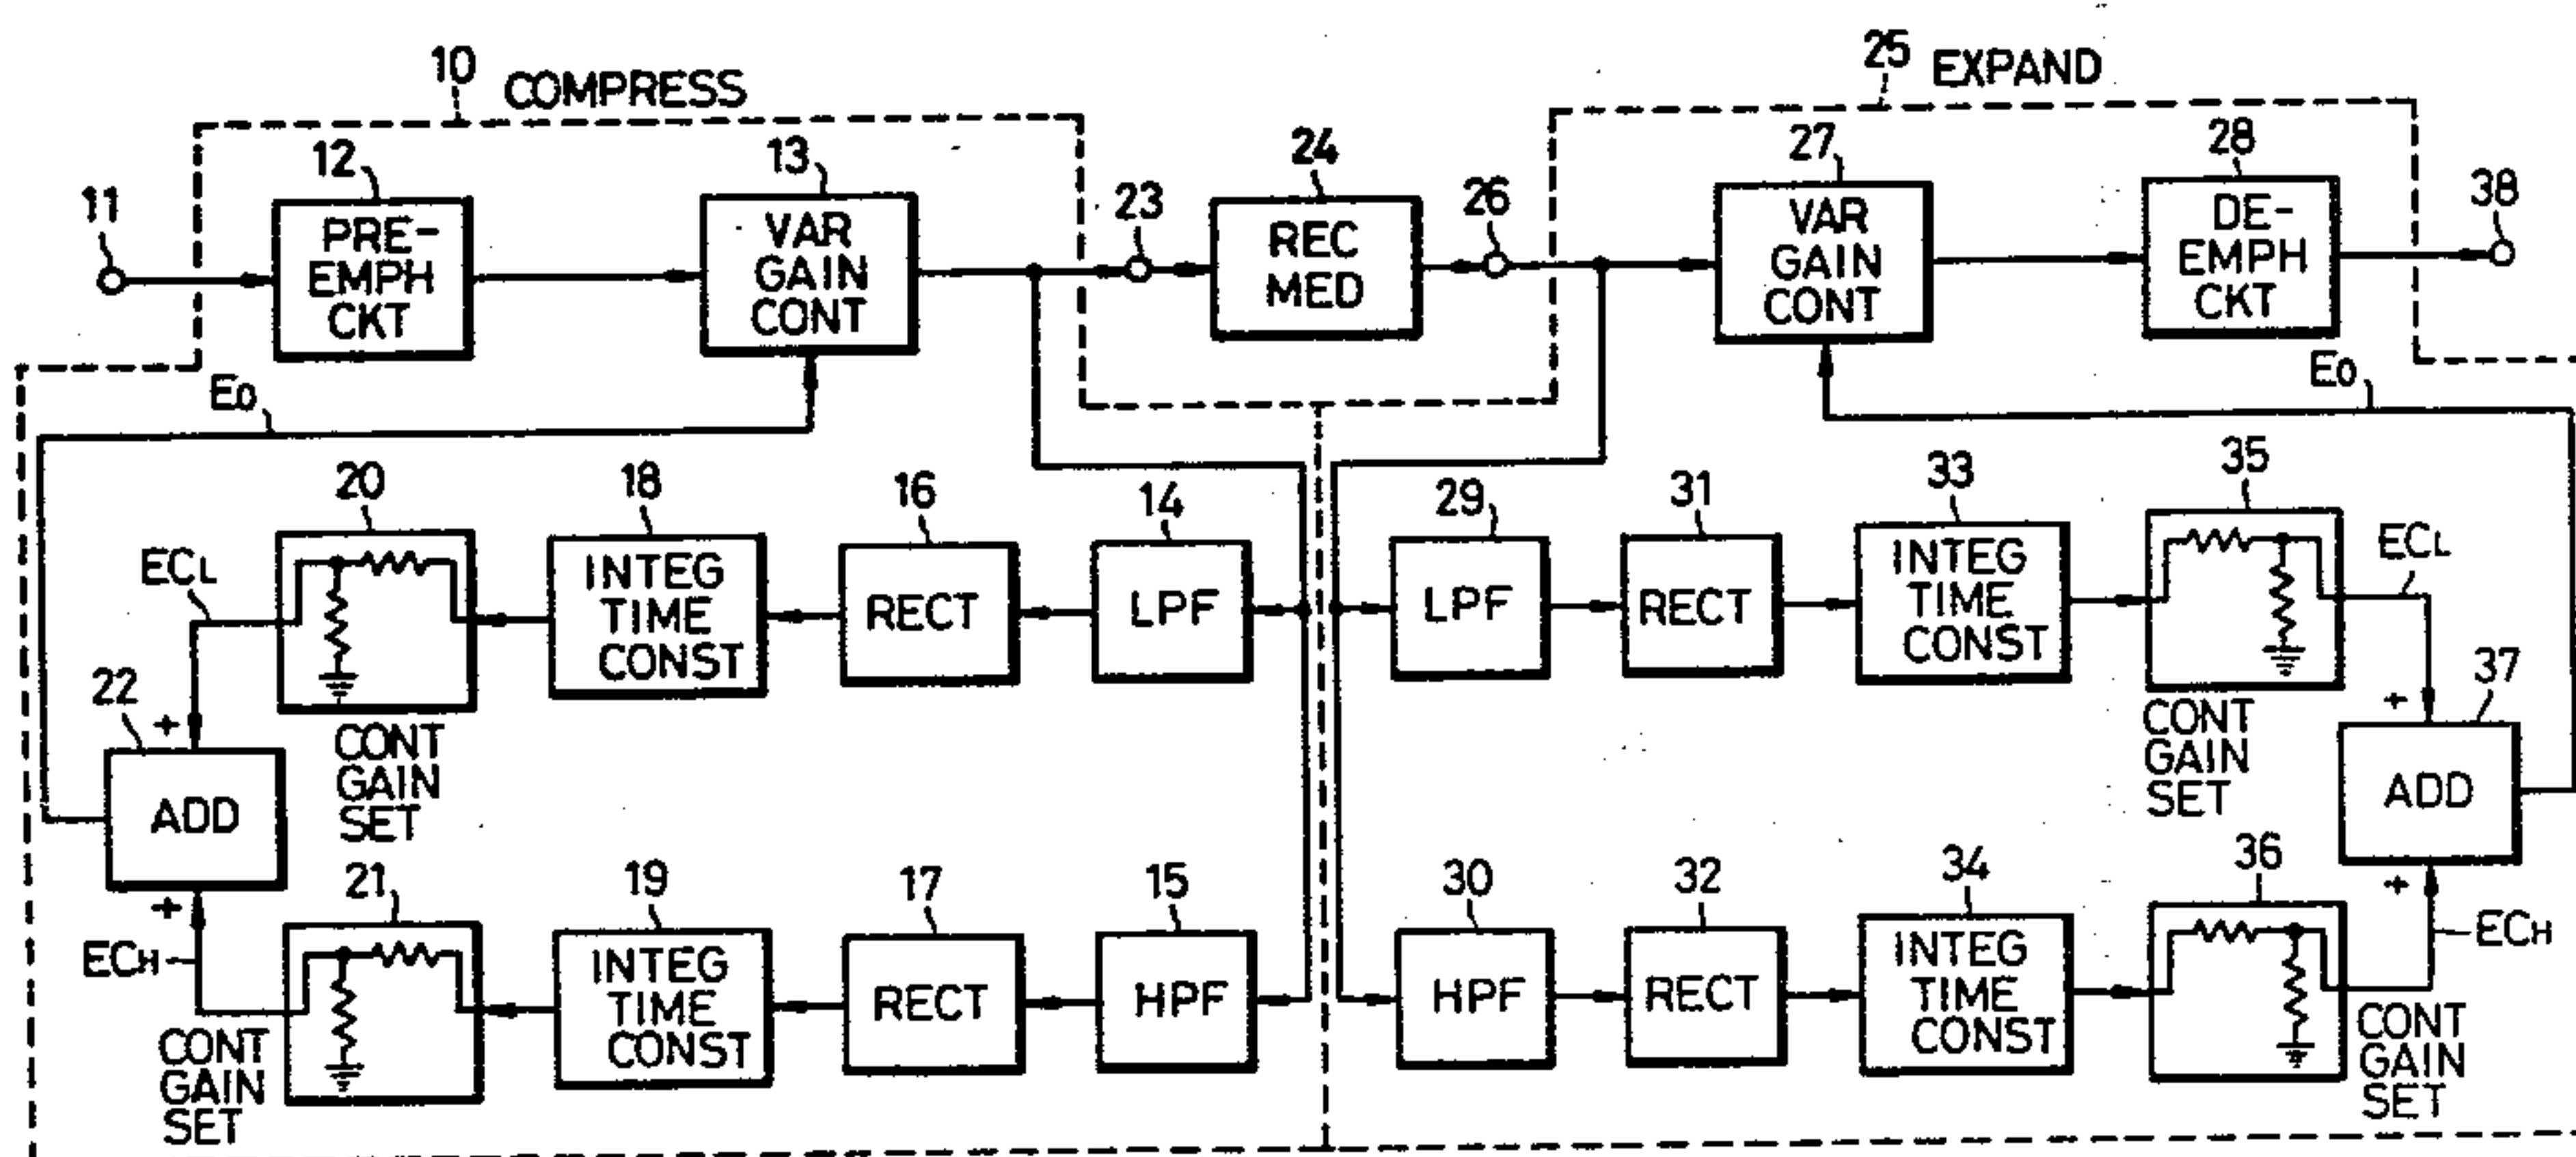 10 COMPRESS
25 EXPAND
11
12
13
23
24
26
27
28
38
PRE-
EMPH
CKT
VAR
GAIN
CONT
REC
MED
VAR
GAIN
CONT
DE-
EMPH
CKT
Eo
Eo
20
18
16
14
29
31
33
35
ECL
INTEG
TIME
CONST
RECT
LPF
LPF
RECT
INTEG
TIME
CONST
ECL
22
+
CONT
GAIN
SET
ADD
+
37
CONT
GAIN
SET
ADD
+
21
19
17
15
30
32
34
36
+
ECH
INTEG
TIME
CONST
RECT
HPF
HPF
RECT
INTEG
TIME
CONST
ECH
CONT
GAIN
SET
CONT
GAIN
SET